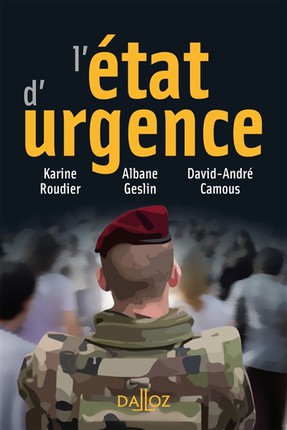 l'état
d'urgence
Karine Albane David-André
Roudier Geslin Camous
DALLOZ